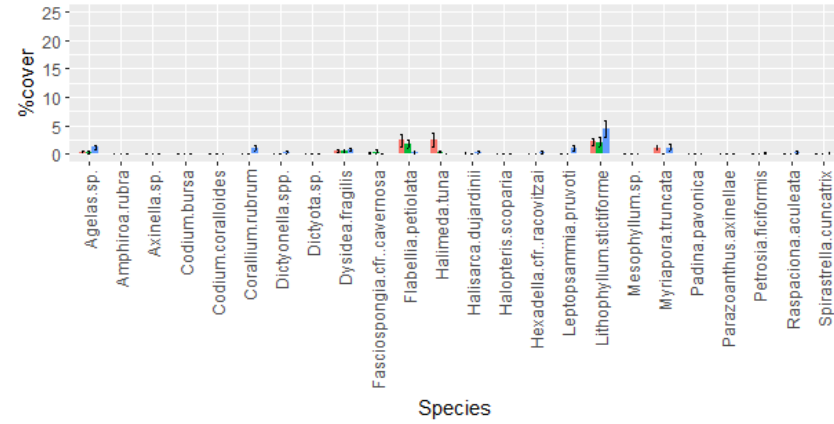 25
20
15
10
5
0
%cover
Agelas.sp.
Amphiroa.rubra
Axinella.sp.
Codium.bursa
Codium.coralloides
Corallium.rubrum
Dictyonella.spp.
Dictyota.sp.
Dysidea.fragilis
Fasciospongia.cfr..cavernosa
Flabellia.petiolata
Halimeda.tuna
Halisarca.dujardinii
Halopteris.scoparia
Hexadella.cfr..racovitzai
Leptopsammia.pruvoti
Lithophyllum.stictiforme
Mesophyllum.sp.
Myriapora.truncata
Padina.pavonica
Parazoanthus.axinellae
Petrosia.ficiformis
Raspaciona.aculeata
Spirastrella.cuncatrix
Species